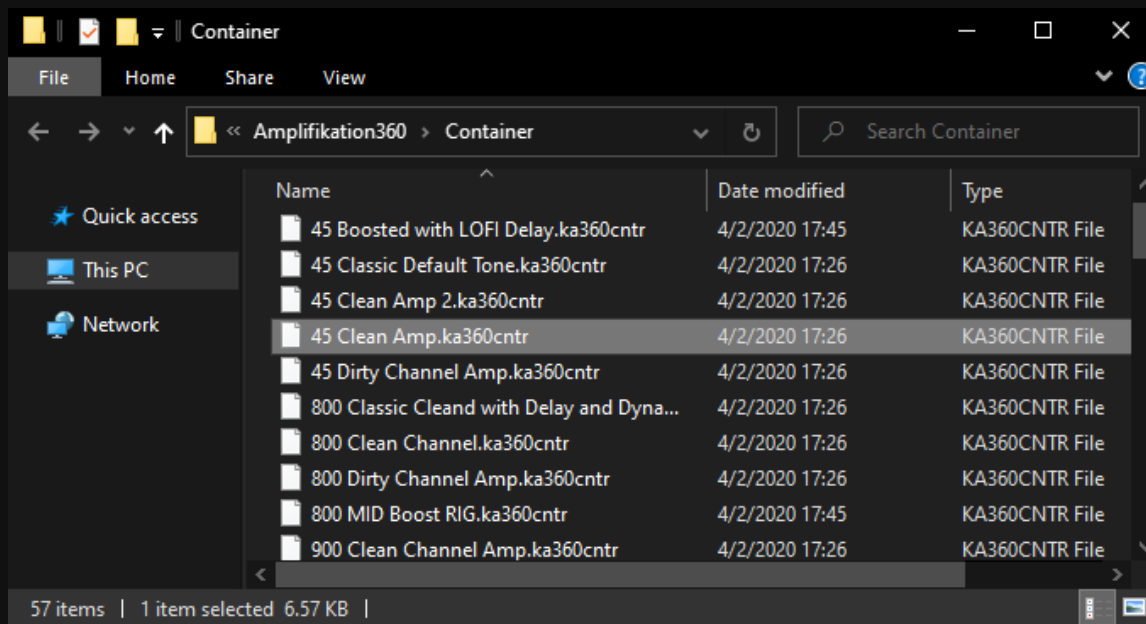 Container
File Home Share View
« Amplifikation360 › Container Search Container
Name Date modified Type
Quick access
This PC
Network
45 Boosted with LOFI Delay.ka360cntr 4/2/2020 17:45 KA360CNTR File
45 Classic Default Tone.ka360cntr 4/2/2020 17:26 KA360CNTR File
45 Clean Amp 2.ka360cntr 4/2/2020 17:26 KA360CNTR File
45 Clean Amp.ka360cntr 4/2/2020 17:26 KA360CNTR File
45 Dirty Channel Amp.ka360cntr 4/2/2020 17:26 KA360CNTR File
800 Classic Cleand with Delay and Dyna... 4/2/2020 17:26 KA360CNTR File
800 Clean Channel.ka360cntr 4/2/2020 17:26 KA360CNTR File
800 Dirty Channel Amp.ka360cntr 4/2/2020 17:26 KA360CNTR File
800 MID Boost RIG.ka360cntr 4/2/2020 17:45 KA360CNTR File
900 Clean Channel Amp.ka360cntr 4/2/2020 17:26 KA360CNTR File
57 items | 1 item selected 6.57 KB |